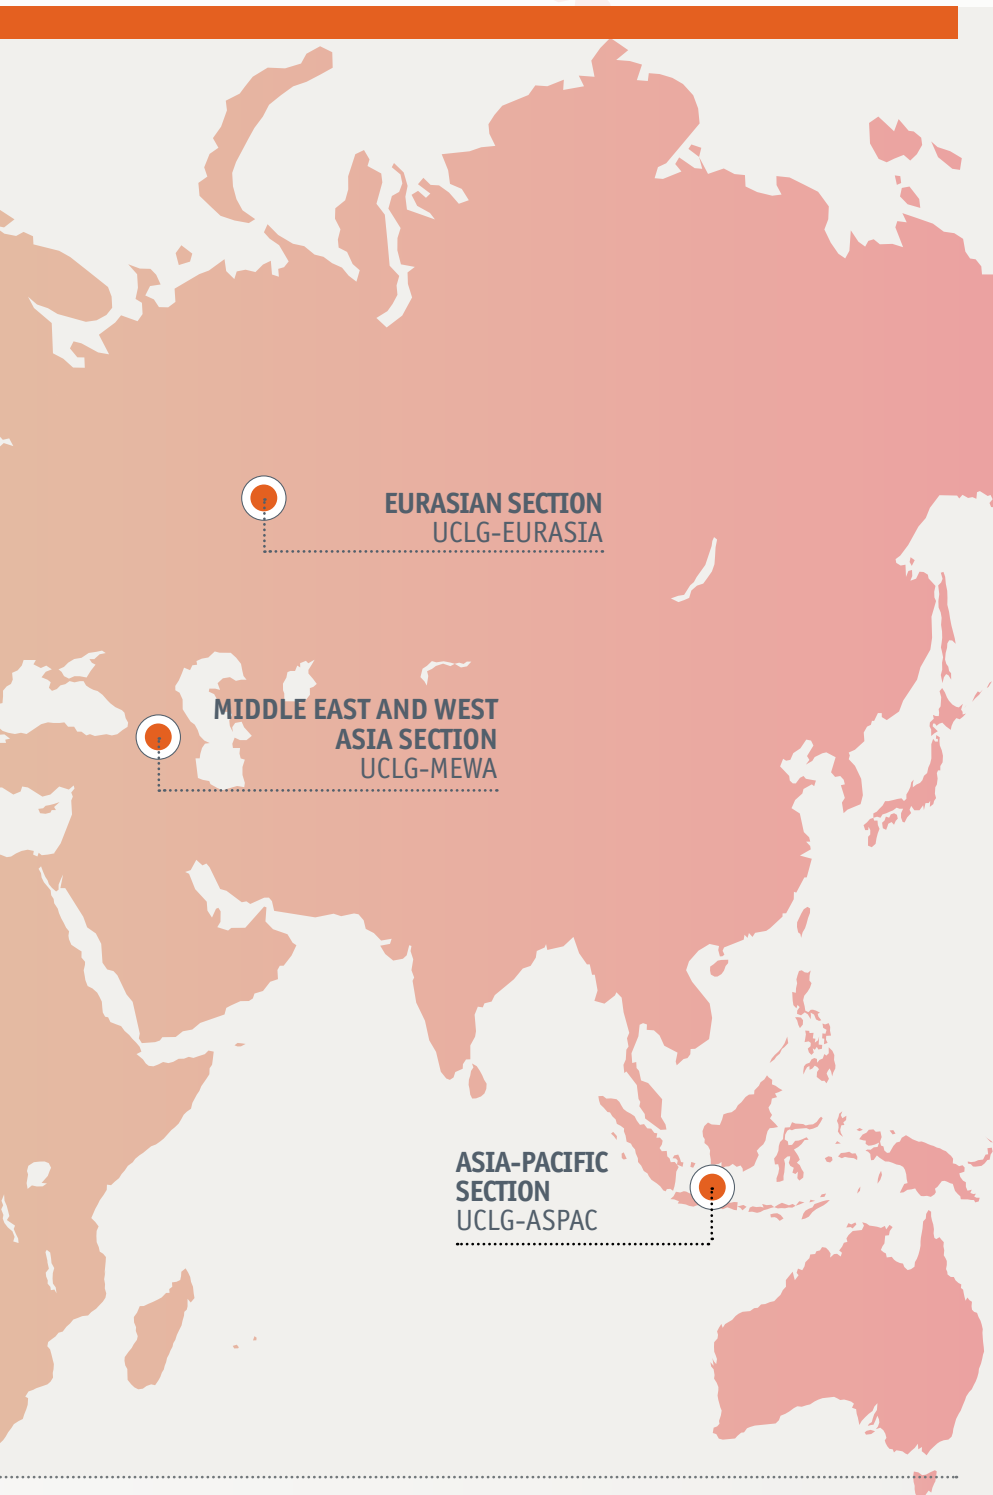 EURASIAN SECTION
UCLG-EURASIA
MIDDLE EAST AND WEST
ASIA SECTION
UCLG-MEWA
ASIA-PACIFIC
SECTION
UCLG-ASPAC